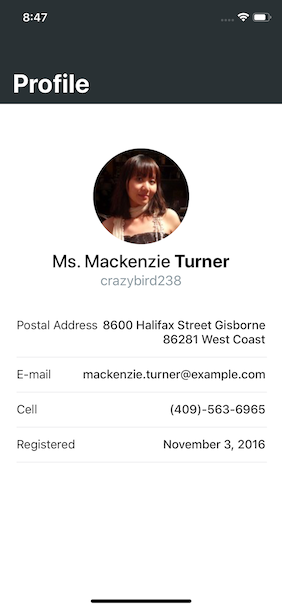 8:47
Profile
Ms. Mackenzie Turner
crazybird238
Postal Address 8600 Halifax Street Gisborne
86281 West Coast
E-mail mackenzie.turner@example.com
Cell (409)-563-6965
Registered November 3, 2016